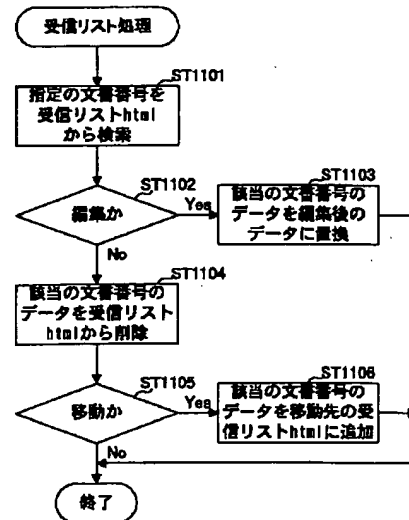 受信リスト処理
ST1101
指定の文書番号を
受信リストhtml
から検索
ST1102
編集か
Yes
No
ST1103
該当の文書番号の
データを編集後の
データに置換
ST1104
該当の文書番号の
データを受信リスト
htmlから削除
ST1105
移動か
Yes
No
ST1106
該当の文書番号の
データを移動先の受
信リストhtmlに追加
終了